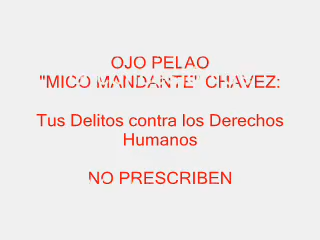 OJO PELAO
"MICO MANDANTE" CHAVEZ:
Tus Delitos contra los Derechos
Humanos
NO PRESCRIBEN